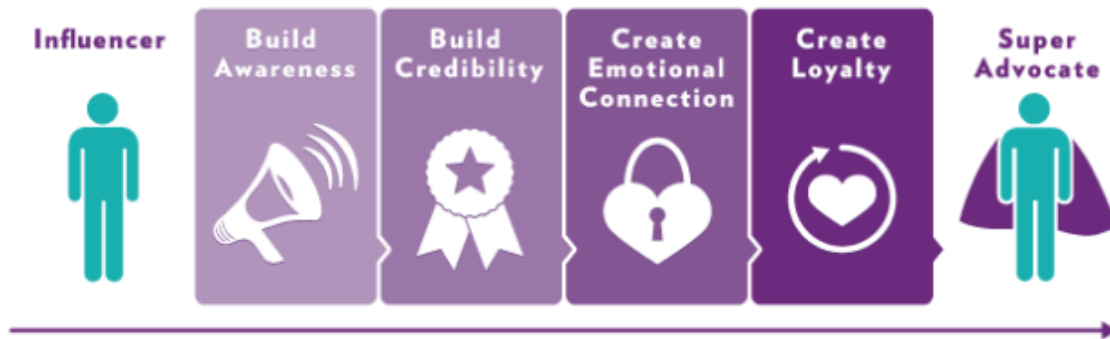 Influencer
Build
Awareness
Build
Credibility
Create
Emotional
Connection
Create
Loyalty
Super
Advocate